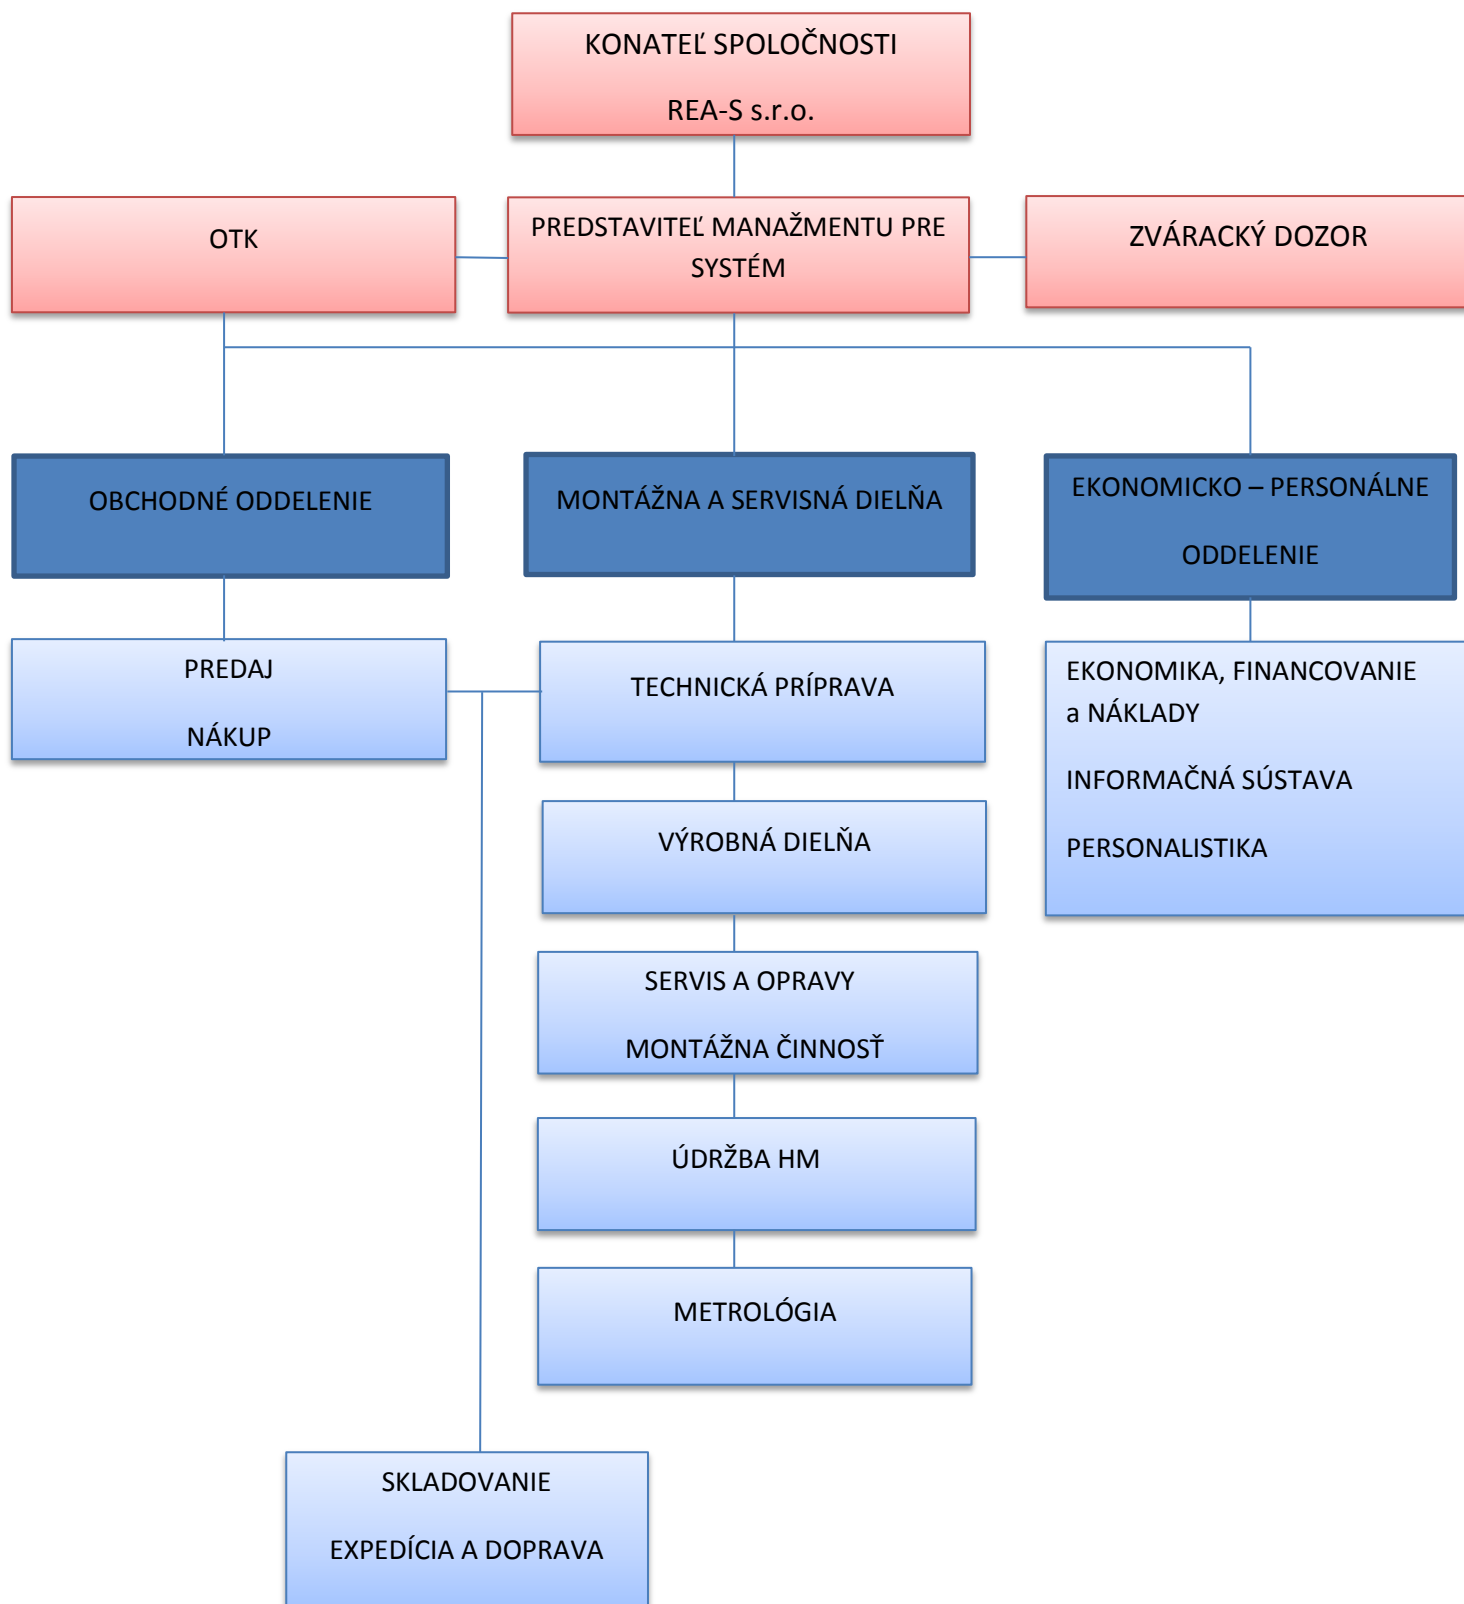 KONATEĽ SPOLOČNOSTI
REA-S s.r.o.
OTK
PREDSTAVITEĽ MANAŽMENTU PRE
SYSTÉM
ZVÁRACKÝ DOZOR
OBCHODNÉ ODDELENIE
MONTÁŽNA A SERVISNÁ DIELŇA
EKONOMICKO – PERSONÁLNE
ODDELENIE
PREDAJ
NÁKUP
TECHNICKÁ PRÍPRAVA
EKONOMIKA, FINANCOVANIE
a NÁKLADY
INFORMAČNÁ SÚSTAVA
PERSONALISTIKA
VÝROBNÁ DIELŇA
SERVIS A OPRAVY
MONTÁŽNA ČINNOSŤ
ÚDRŽBA HM
METROLÓGIA
SKLADOVANIE
EXPEDÍCIA A DOPRAVA